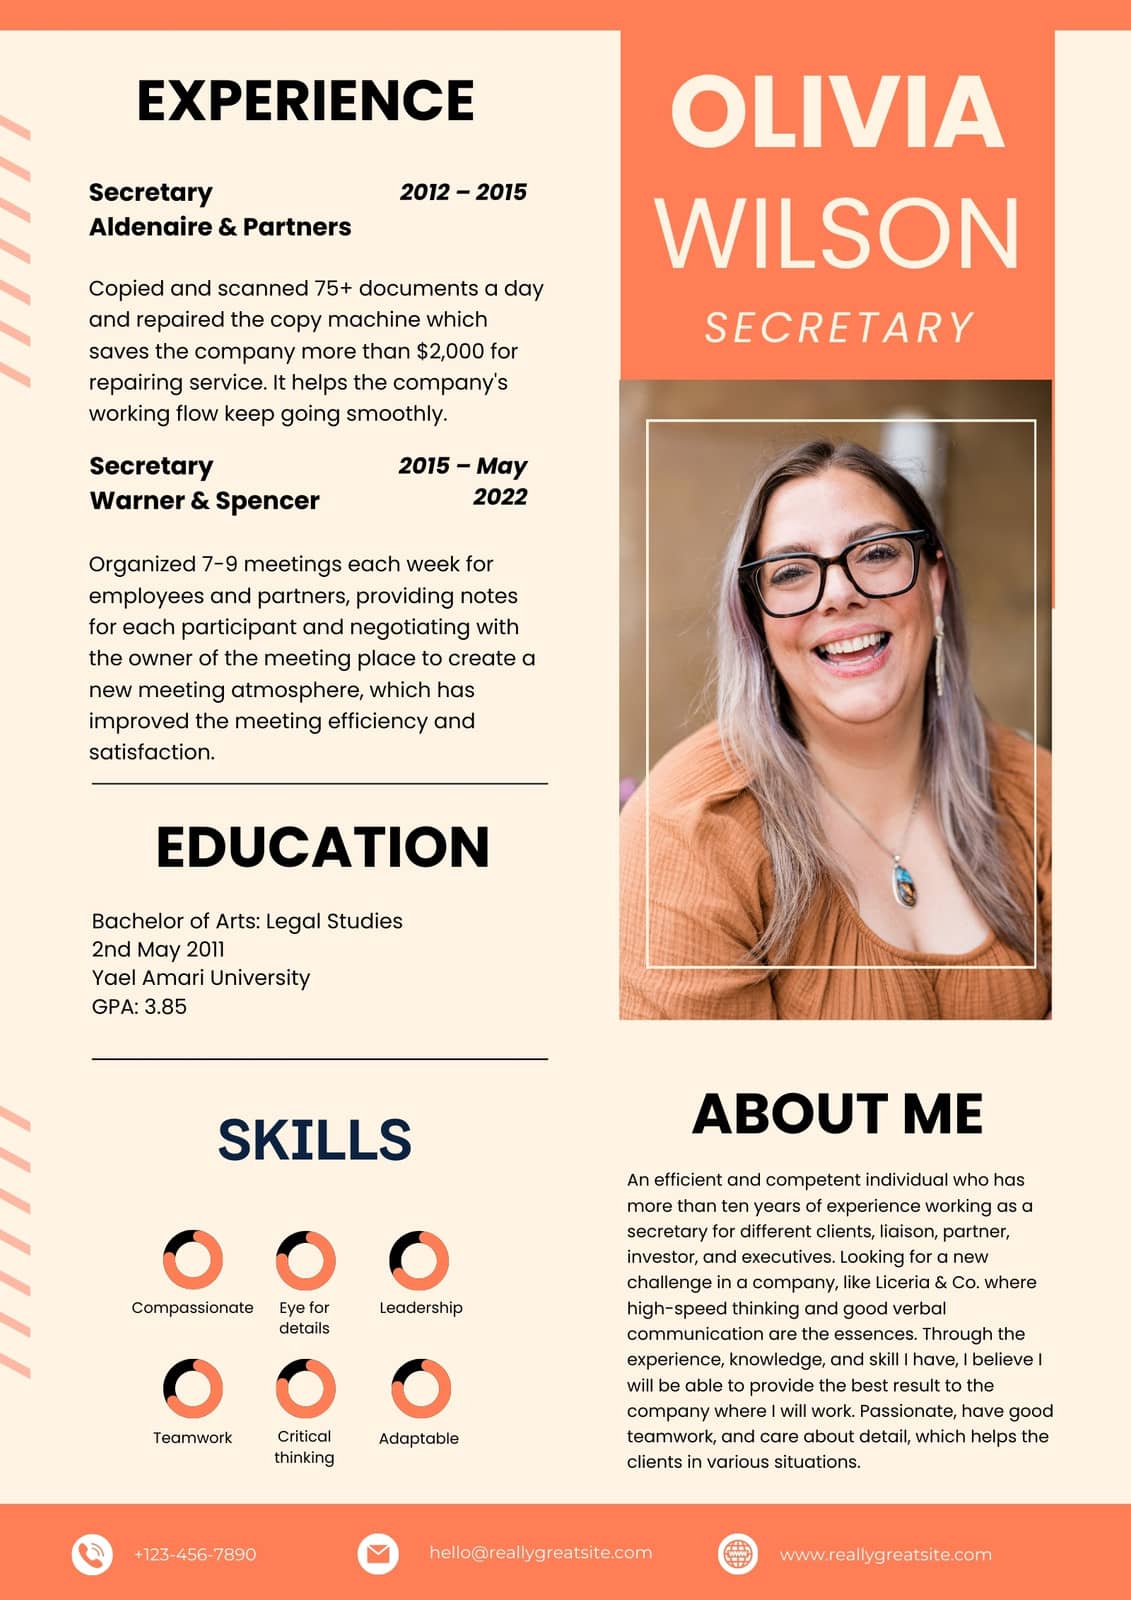 EXPERIENCE
Secretary
2012 – 2015
Aldenaire & Partners
Copied and scanned 75+ documents a day
and repaired the copy machine which
saves the company more than $2,000 for
repairing service. It helps the company's
working flow keep going smoothly.
Secretary
2015 – May
2022
Warner & Spencer
Organized 7-9 meetings each week for
employees and partners, providing notes
for each participant and negotiating with
the owner of the meeting place to create a
new meeting atmosphere, which has
improved the meeting efficiency and
satisfaction.
EDUCATION
Bachelor of Arts: Legal Studies
2nd May 2011
Yael Amari University
GPA: 3.85
SKILLS
Compassionate
Eye for
details
Leadership
Teamwork
Critical
thinking
Adaptable
OLIVIA
WILSON
SECRETARY
ABOUT ME
An efficient and competent individual who has
more than ten years of experience working as a
secretary for different clients, liaison, partner,
investor, and executives. Looking for a new
challenge in a company, like Liceria & Co. where
high-speed thinking and good verbal
communication are the essences. Through the
experience, knowledge, and skill I have, I believe I
will be able to provide the best result to the
company where I will work. Passionate, have good
teamwork, and care about detail, which helps the
clients in various situations.
+123-456-7890
hello@reallygreatsite.com
www
www.reallygreatsite.com